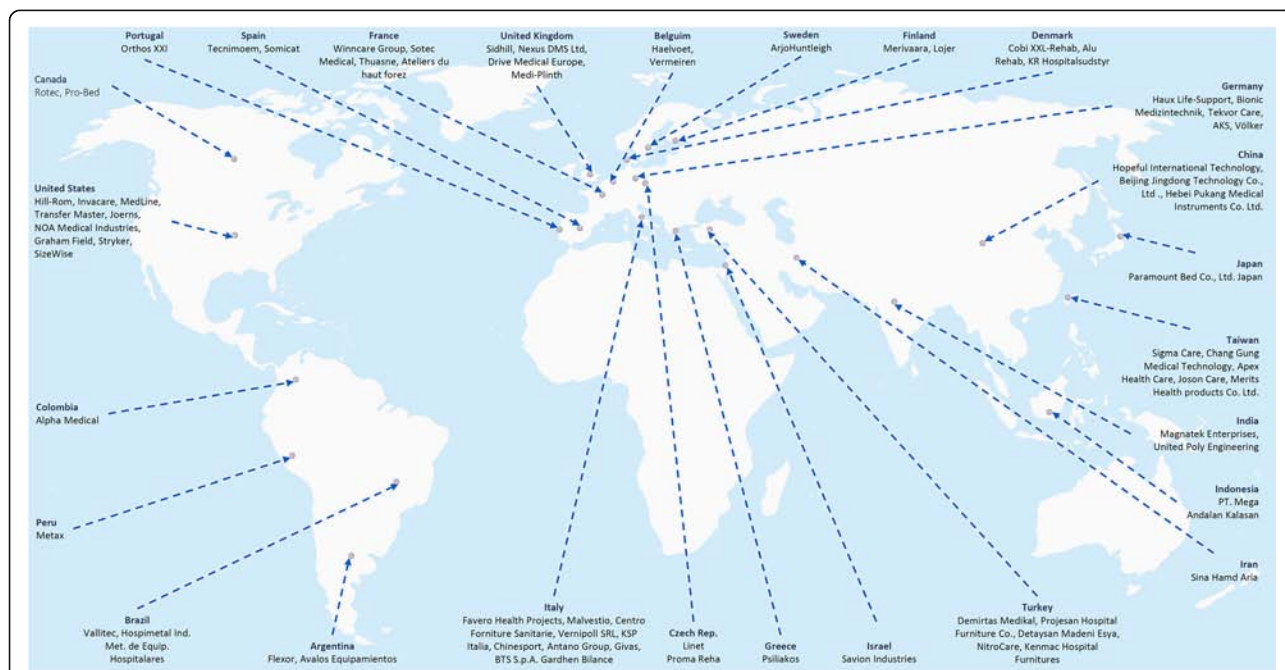 Portugal
Orthos XXI
Spain
Tecnimoem, Somicat
France
Winncare Group, Sotec
Medical, Thuasne, Ateliers du
haut forez
United Kingdom
Sidhill, Nexus DMS Ltd,
Drive Medical Europe,
Medi-Plinth
Belguim
Haelvoet,
Vermeiren
Sweden
ArjoHuntleigh
Finland
Merivaara, Lojer
Denmark
Cobi XXL-Rehab, Alu
Rehab, KR Hospitalsudstyr
Canada
Rotec, Pro-Bed
Germany
Haux Life-Support, Bionic
Medizintechnik, Tekvor Care,
AKS, Völker
China
Hopeful International Technology,
Beijing Jingdong Technology Co.,
Ltd ., Hebei Pukang Medical
Instruments Co. Ltd.
United States
Hill-Rom, Invacare, MedLine,
Transfer Master, Joerns,
NOA Medical Industries,
Graham Field, Stryker,
SizeWise
Japan
Paramount Bed Co., Ltd. Japan
Taiwan
Sigma Care, Chang Gung
Medical Technology, Apex
Health Care, Joson Care, Merits
Health products Co. Ltd.
Colombia
Alpha Medical
India
Magnatek Enterprises,
United Poly Engineering
Indonesia
PT. Mega
Andalan Kalasan
Peru
Metax
Iran
Sina Hamd Aria
Brazil
Vallitec, Hospimetal Ind.
Met. de Equip.
Hospitalares
Argentina
Flexor, Avalos Equipamientos
Italy
Favero Health Projects, Malvestio, Centro
Forniture Sanitarie, Vernipoll SRL, KSP
Italia, Chinesport, Antano Group, Givas,
BTS S.p.A. Gardhen Bilance
Czech Rep.
Linet
Proma Reha
Greece
Psiliakos
Israel
Savion Industries
Turkey
Demirtas Medikal, Projesan Hospital
Furniture Co., Detaysan Madeni Esya,
NitroCare, Kenmac Hospital
Furnitures